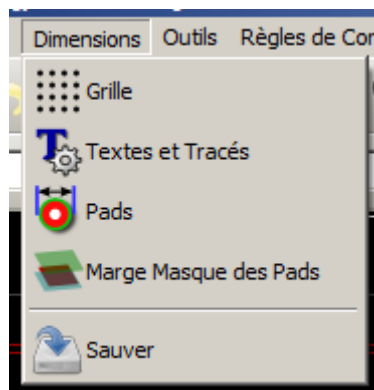 Dimensions Outils Règles de Con
Grille
Textes et Tracés
Pads
Marge Masque des Pads
Sauver